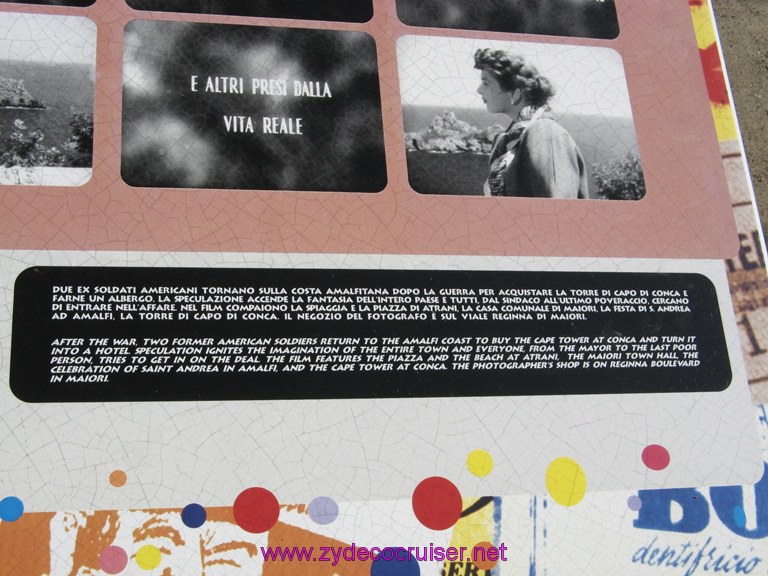 E ALTRI PRESI DALLA
VITA REALE
DUE EX SOLDATI AMERICANI TORNANO SULLA COSTA AMALFITANA DOPO LA GUERRA PER ACQUISTARE LA TORRE DI CAPO DI CONCA E
FARNE UN ALBERGO. LA SPECULAZIONE ACCENDE LA FANTASIA DELL'INTERO PAESE E TUTTI, DAL SINDACO ALL'ULTIMO POVERACCIO, CERCANO
DI ENTRARE NELL'AFFARE. NEL FILM COMPAIONO LA SPIAGGIA E LA PIAZZA DI ATRANI, LA CASA COMUNALE DI MAIORI, LA FESTA DI S. ANDREA
AD AMALFI, LA TORRE DI CAPO DI CONCA. IL NEGOZIO DEL FOTOGRAFO È SUL VIALE REGINNA DI MAIORI.
AFTER THE WAR, TWO FORMER AMERICAN SOLDIERS RETURN TO THE AMALFI COAST TO BUY THE CAPE TOWER AT CONCA AND TURN IT
INTO A HOTEL. SPECULATION IGNITES THE IMAGINATION OF THE ENTIRE TOWN AND EVERYONE, FROM THE MAYOR TO THE LAST POOR
PERSON, TRIES TO GET IN ON THE DEAL. THE FILM FEATURES THE PIAZZA AND THE BEACH AT ATRANI, THE MAIORI TOWN HALL, THE
CELEBRATION OF SAINT ANDREA IN AMALFI, AND THE CAPE TOWER AT CONCA. THE PHOTOGRAPHER'S SHOP IS ON REGINNA BOULEVARD
IN MAIORI.
dentifricio
www.zydecocruiser.net